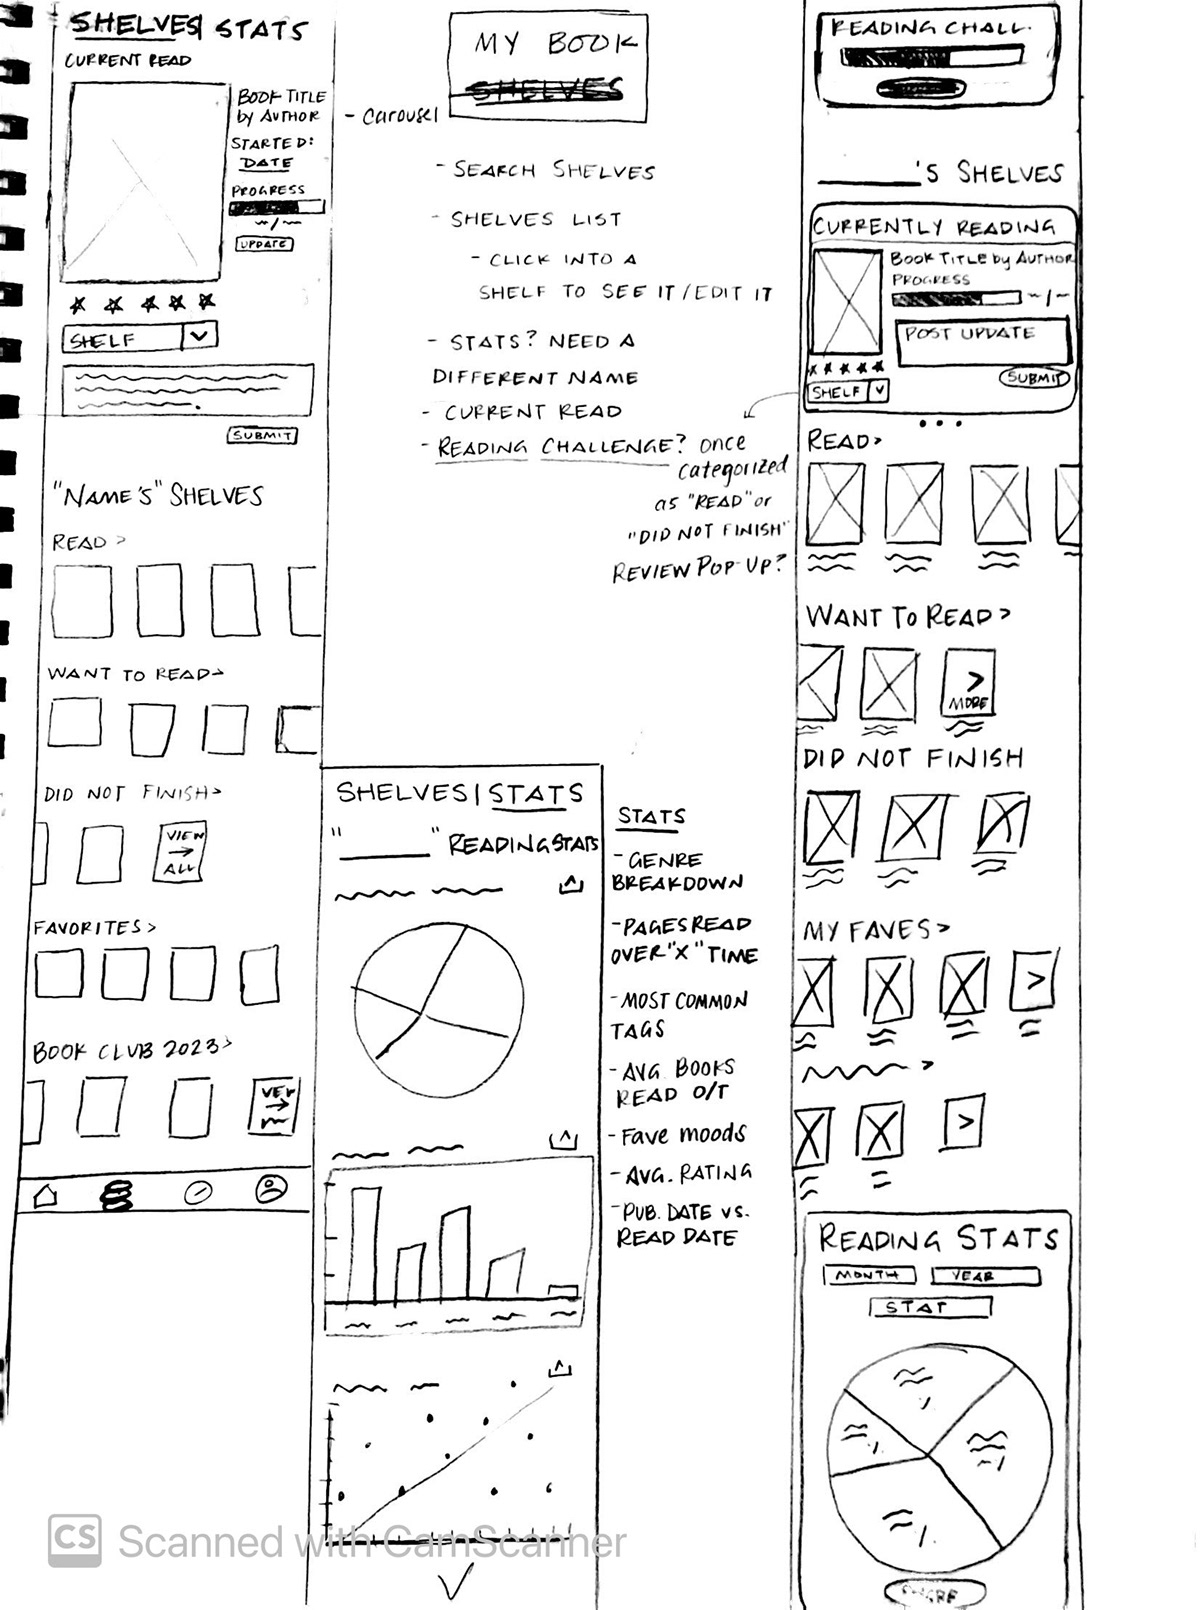 SHELVES| STATS
CURRENT READ
BOOK TITLE
by AUTHOR
STARTED:
DATE
PROGRESS
~/~
UPDATE
SHELF
SUBMIT
"NAME'S" SHELVES
READ >
WANT TO READ>
DID NOT FINISH>
VIEW
→
ALL
FAVORITES>
BOOK CLUB 2023>
MY BOOK
SHELVES
- Carousel
- SEARCH SHELVES
- SHELVES LIST
- CLICK INTO A
SHELF TO SEE IT/EDIT IT
- STATS? NEED A
DIFFERENT NAME
- CURRENT READ
- READING CHALLENGE? once
categorized
as "READ" or
"DID NOT FINISH"
REVIEW POP-UP?
SHELVES|STATS
"______" READING STATS
STATS
- GENRE
BREAKDOWN
- PAGES READ
OVER "X" TIME
- MOST COMMON
TAGS
- AVG. BOOKS
READ O/T
- Fave moods
- AVG. RATING
- PUB. DATE VS.
READ DATE
READING CHALL.
______'S SHELVES
CURRENTLY READING
BOOK TITLE by AUTHOR
PROGRESS
~/~
POST UPDATE
SUBMIT
SHELF
...
READ>
WANT TO READ>
>
MORE
DID NOT FINISH
MY FAVES>
>
>
>
READING STATS
MONTH
YEAR
STAT
SHARE
CS Scanned with CamScanner